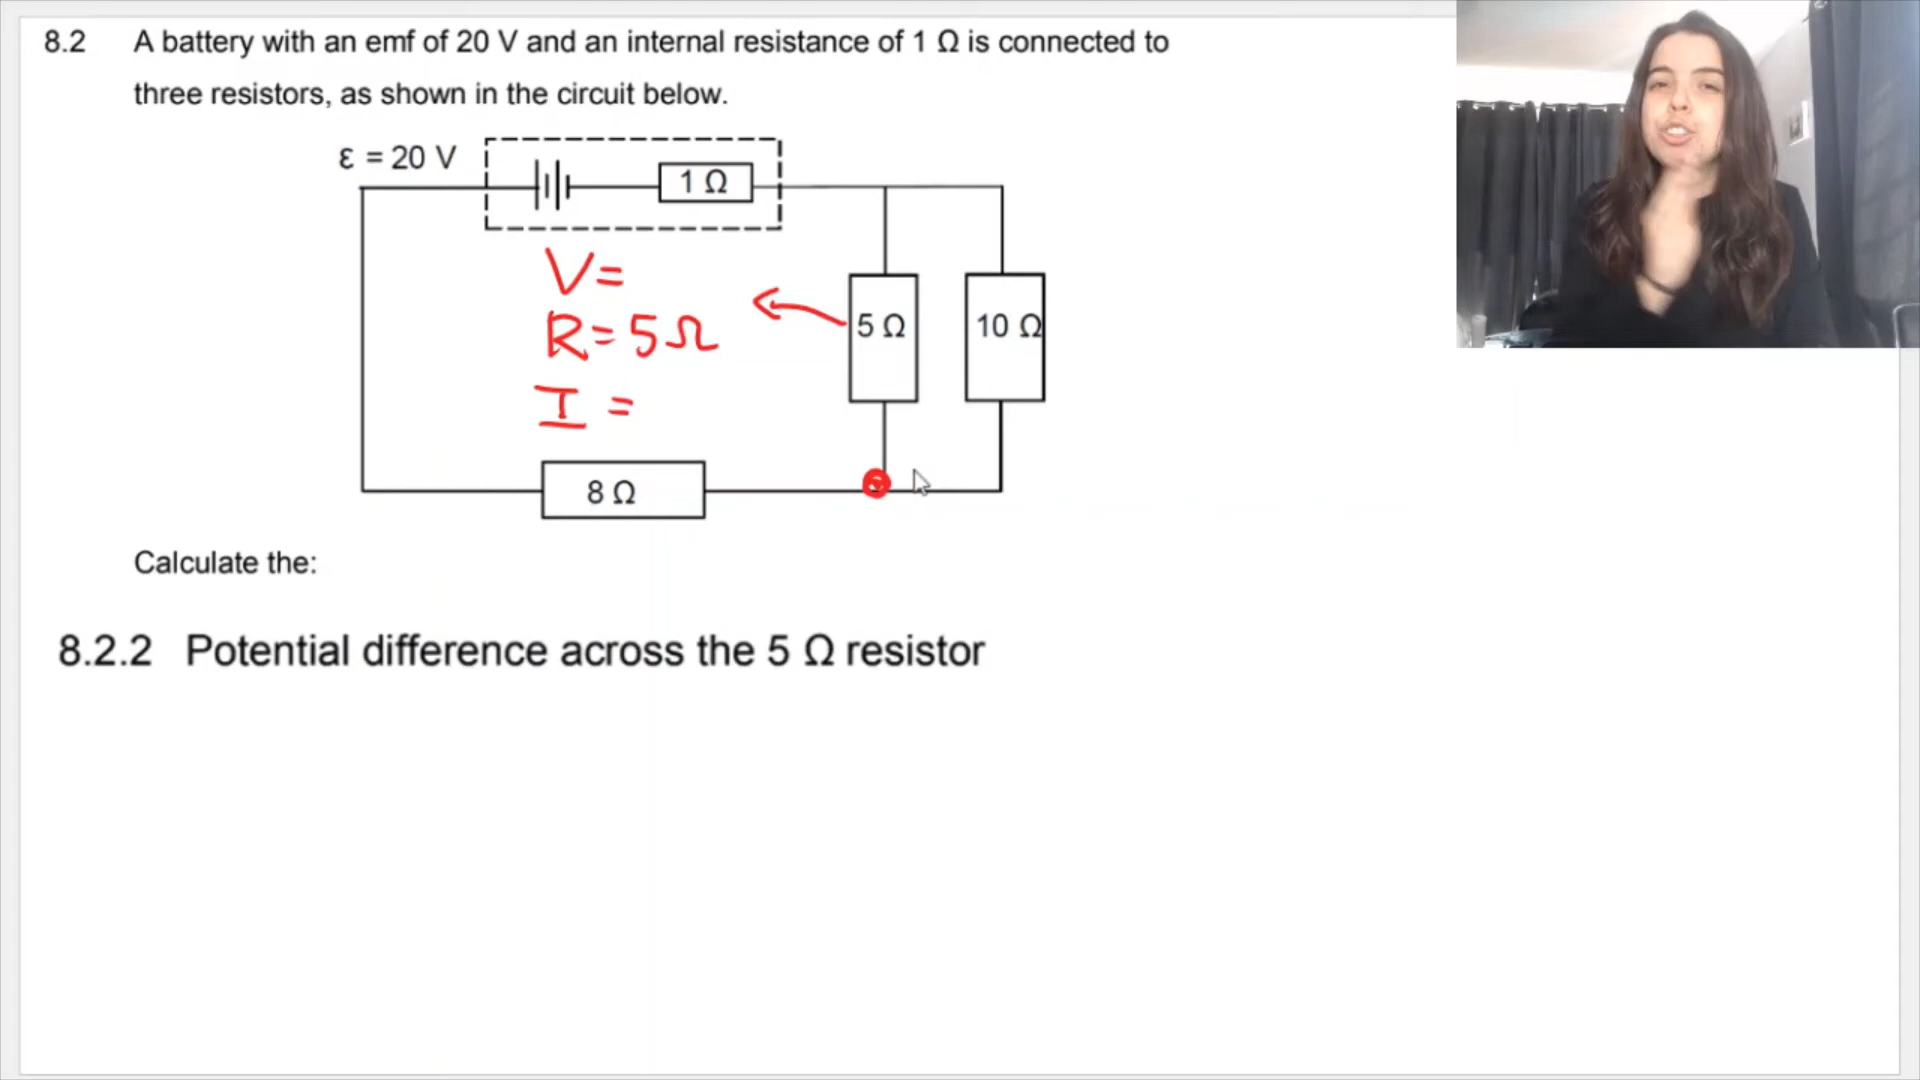 8.2 A battery with an emf of 20 V and an internal resistance of 1 Ω is connected to
three resistors, as shown in the circuit below.
ε = 20 V
1 Ω
V=
R=5Ω
I =
5 Ω
10 Ω
8 Ω
Calculate the:
8.2.2 Potential difference across the 5 Ω resistor